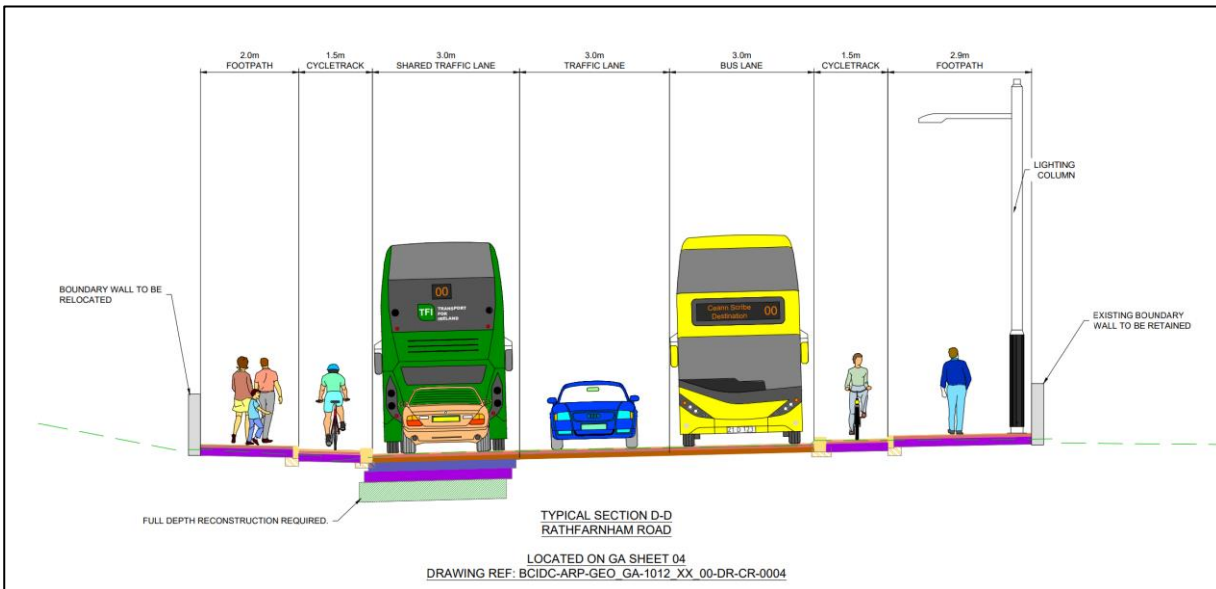 2.0m
FOOTPATH
1.5m
CYCLETRACK
3.0m
SHARED TRAFFIC LANE
3.0m
TRAFFIC LANE
3.0m
BUS LANE
1.5m
CYCLETRACK
2.9m
FOOTPATH
LIGHTING
COLUMN
BOUNDARY WALL TO BE
RELOCATED
00
TFI
TRANSPORT
FOR
IRELAND
Ceann Scríbe
Destination
00
EXISTING BOUNDARY
WALL TO BE RETAINED
FULL DEPTH RECONSTRUCTION REQUIRED.
TYPICAL SECTION D-D
RATHFARNHAM ROAD
LOCATED ON GA SHEET 04
DRAWING REF: BCIDC-ARP-GEO_GA-1012_XX_00-DR-CR-0004